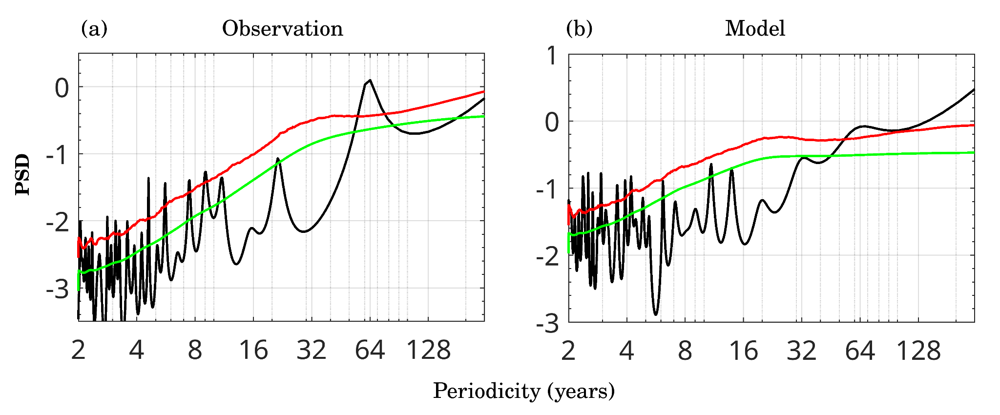 (a) Observation
(b) Model
PSD
0
-1
-2
-3
2 4 8 16 32 64 128
1
0
-1
-2
-3
2 4 8 16 32 64 128
Periodicity (years)